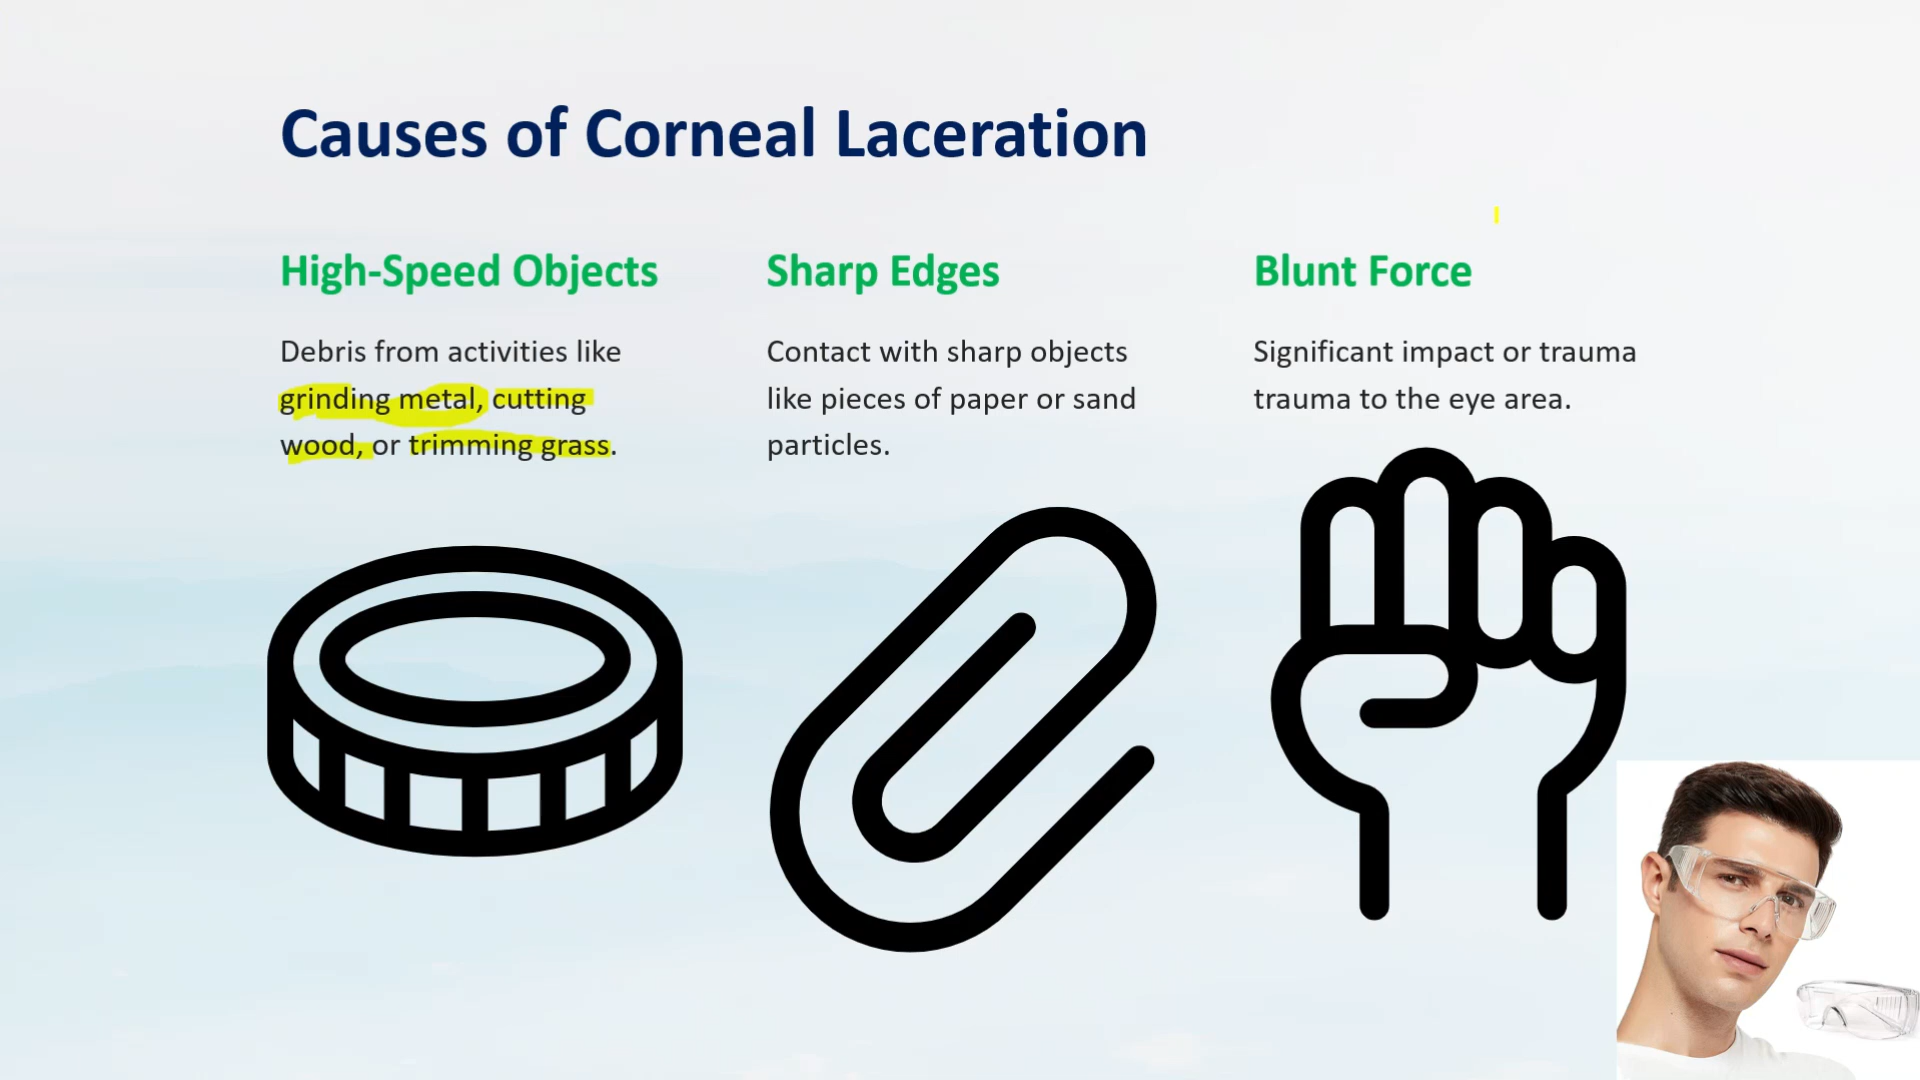 Causes of Corneal Laceration
High-Speed Objects
Debris from activities like
grinding metal, cutting
wood, or trimming grass.
Sharp Edges
Contact with sharp objects
like pieces of paper or sand
particles.
Blunt Force
Significant impact or trauma
trauma to the eye area.